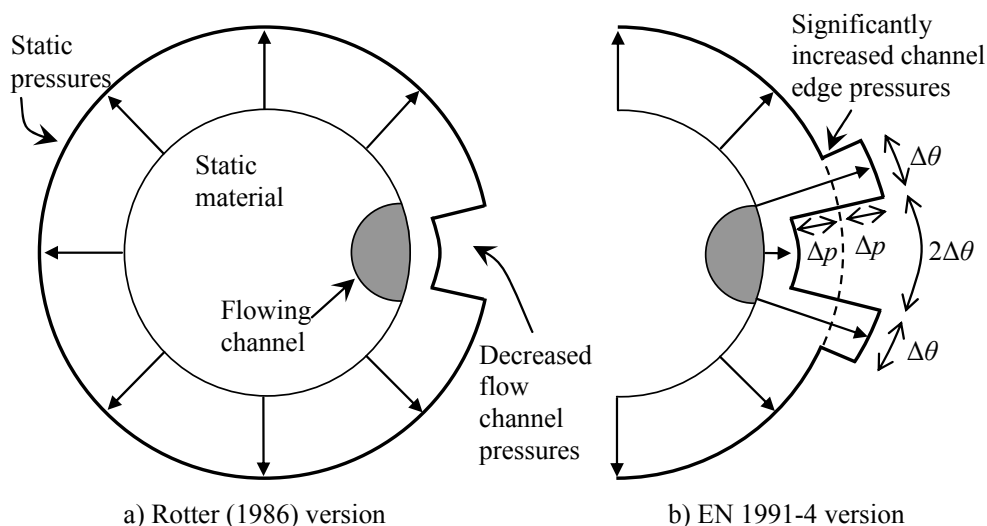 Static
pressures
Static
material
Flowing
channel
Decreased
flow
channel
pressures
a) Rotter (1986) version
Significantly
increased channel
edge pressures
Δθ
Δp
Δp
2Δθ
Δθ
b) EN 1991-4 version